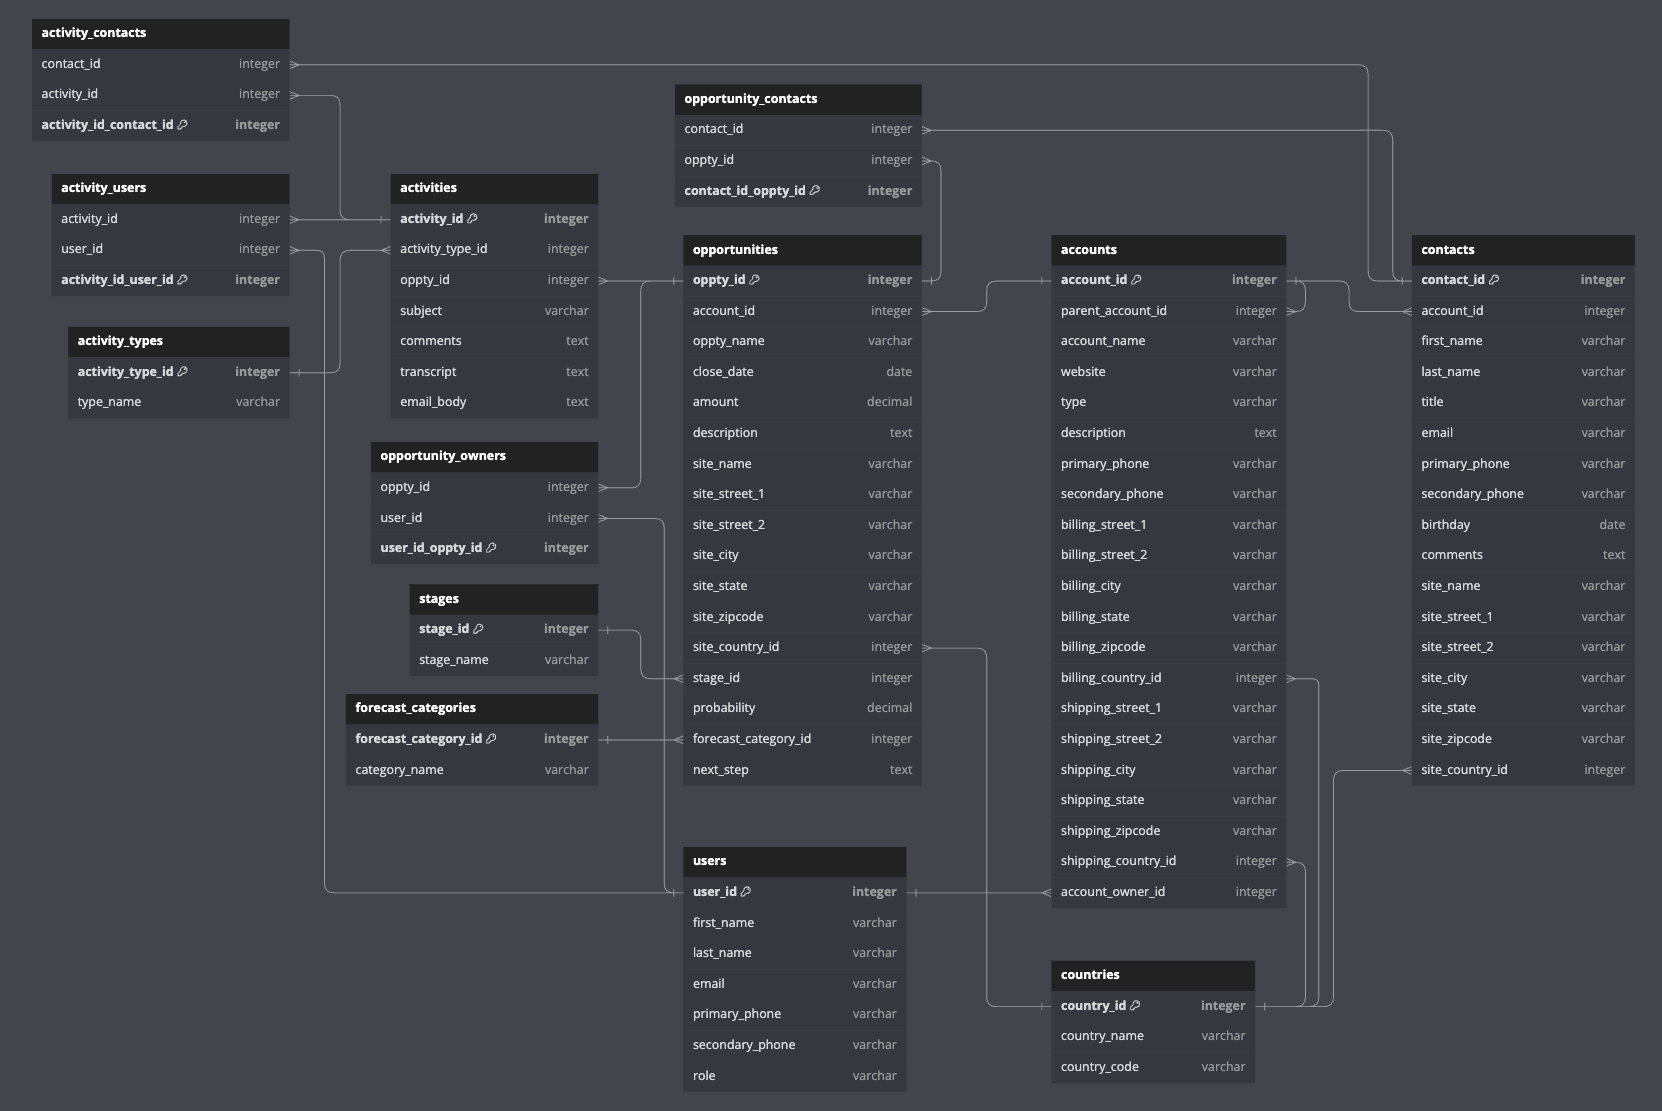 activity_contacts
contact_id integer
activity_id integer
activity_id_contact_id integer
activity_users
activity_id integer
user_id integer
activity_id_user_id integer
activity_types
activity_type_id integer
type_name varchar
activities
activity_id integer
activity_type_id integer
oppty_id integer
subject varchar
comments text
transcript text
email_body text
opportunity_owners
oppty_id integer
user_id integer
user_id_oppty_id integer
stages
stage_id integer
stage_name varchar
forecast_categories
forecast_category_id integer
category_name varchar
opportunity_contacts
contact_id integer
oppty_id integer
contact_id_oppty_id integer
opportunities
oppty_id integer
account_id integer
oppty_name varchar
close_date date
amount decimal
description text
site_name varchar
site_street_1 varchar
site_street_2 varchar
site_city varchar
site_state varchar
site_zipcode varchar
site_country_id integer
stage_id integer
probability decimal
forecast_category_id integer
next_step text
users
user_id integer
first_name varchar
last_name varchar
email varchar
primary_phone varchar
secondary_phone varchar
role varchar
accounts
account_id integer
parent_account_id integer
account_name varchar
website varchar
type varchar
description text
primary_phone varchar
secondary_phone varchar
billing_street_1 varchar
billing_street_2 varchar
billing_city varchar
billing_state varchar
billing_zipcode varchar
billing_country_id integer
shipping_street_1 varchar
shipping_street_2 varchar
shipping_city varchar
shipping_state varchar
shipping_zipcode varchar
shipping_country_id integer
account_owner_id integer
countries
country_id integer
country_name varchar
country_code varchar
contacts
contact_id integer
account_id integer
first_name varchar
last_name varchar
title varchar
email varchar
primary_phone varchar
secondary_phone varchar
birthday date
comments text
site_name varchar
site_street_1 varchar
site_street_2 varchar
site_city varchar
site_state varchar
site_zipcode varchar
site_country_id integer